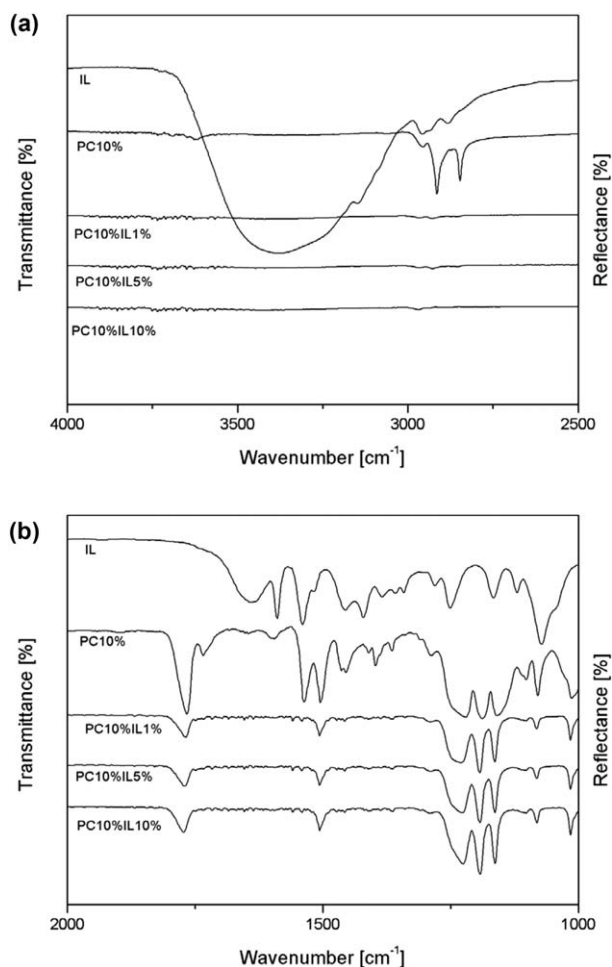 (a)
IL
PC10%
PC10%IL1%
PC10%IL5%
PC10%IL10%
Transmittance [%]
Reflectance [%]
4000 3500 3000 2500
Wavenumber [cm⁻¹]
(b)
IL
PC10%
PC10%IL1%
PC10%IL5%
PC10%IL10%
Transmittance [%]
Reflectance [%]
2000 1500 1000
Wavenumber [cm⁻¹]